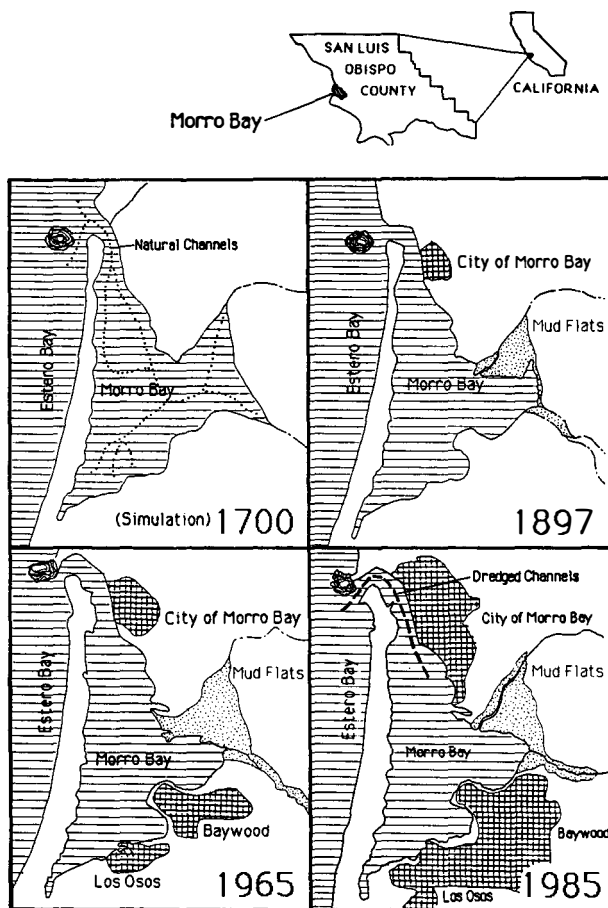 SAN LUIS
OBISPO
COUNTY
CALIFORNIA
Morro Bay
Natural Channels
Estero Bay
Morro Bay
(Simulation) 1700
City of Morro Bay
Mud Flats
Estero Bay
Morro Bay
1897
City of Morro Bay
Mud Flats
Estero Bay
Morro Bay
Baywood
Los Osos
1965
Dredged Channels
City of Morro Bay
Mud Flats
Estero Bay
Morro Bay
Baywood
Los Osos
1985